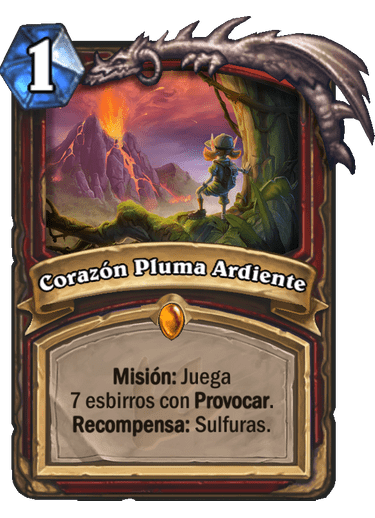 1
Corazón Pluma Ardiente
Misión: Juega
7 esbirros con Provocar.
Recompensa: Sulfuras.